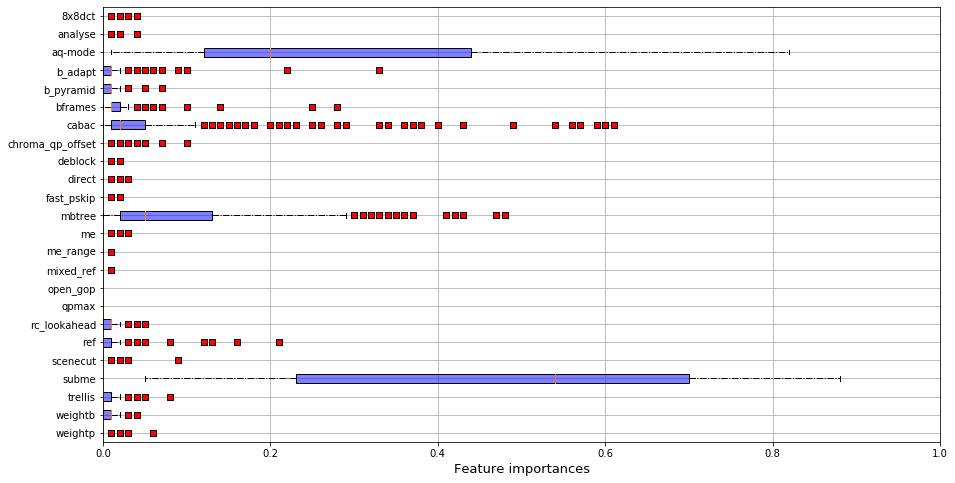 8x8dct
analyse
aq-mode
b_adapt
b_pyramid
bframes
cabac
chroma_qp_offset
deblock
direct
fast_pskip
mbtree
me
me_range
mixed_ref
open_gop
qpmax
rc_lookahead
ref
scenecut
subme
trellis
weightb
weightp
0.0 0.2 0.4 0.6 0.8 1.0
Feature importances